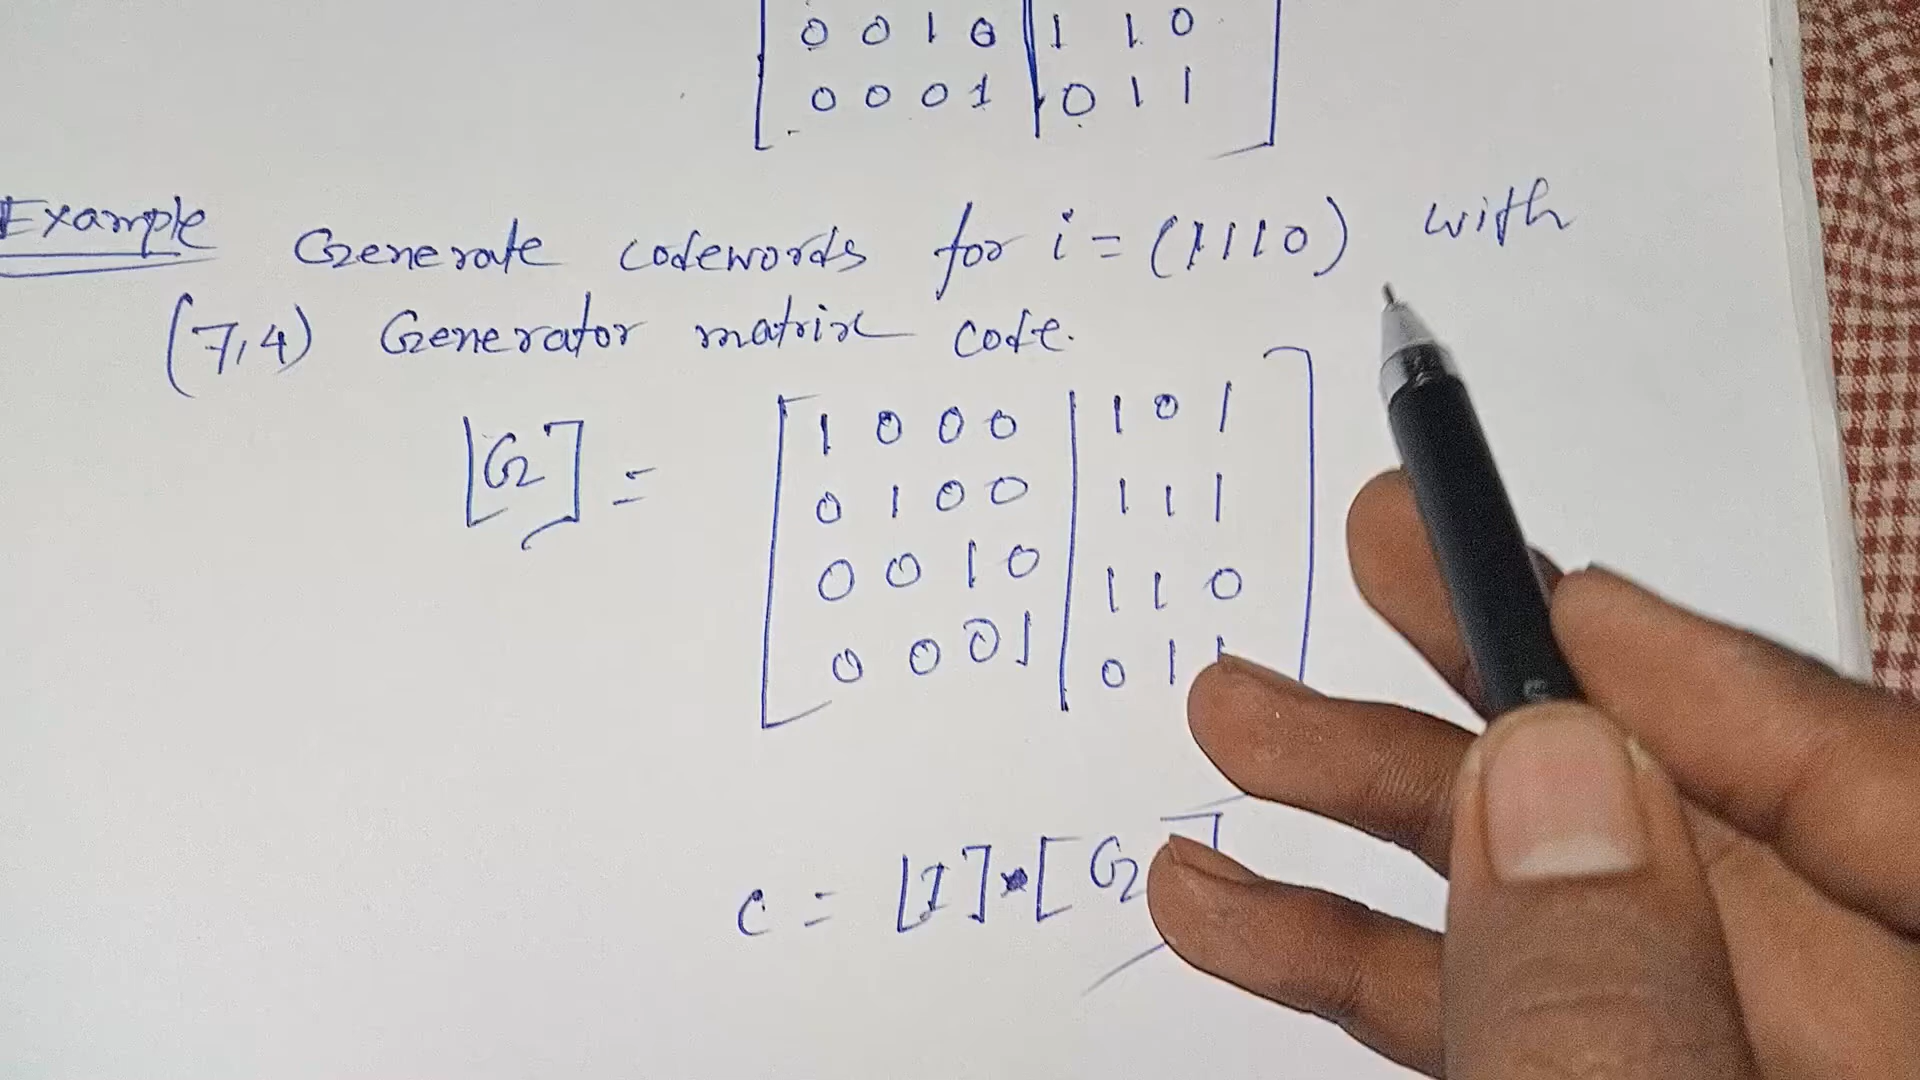 0 0 1 0 | 1 1 0
0 0 0 1 | 0 1 1
Example Generate codewords for i = (1110) with
(7,4) Generator matrix code.
[G] =
1 0 0 0 | 1 0 1
0 1 0 0 | 1 1 1
0 0 1 0 | 1 1 0
0 0 0 1 | 0 1 1
c = [I] • [G]